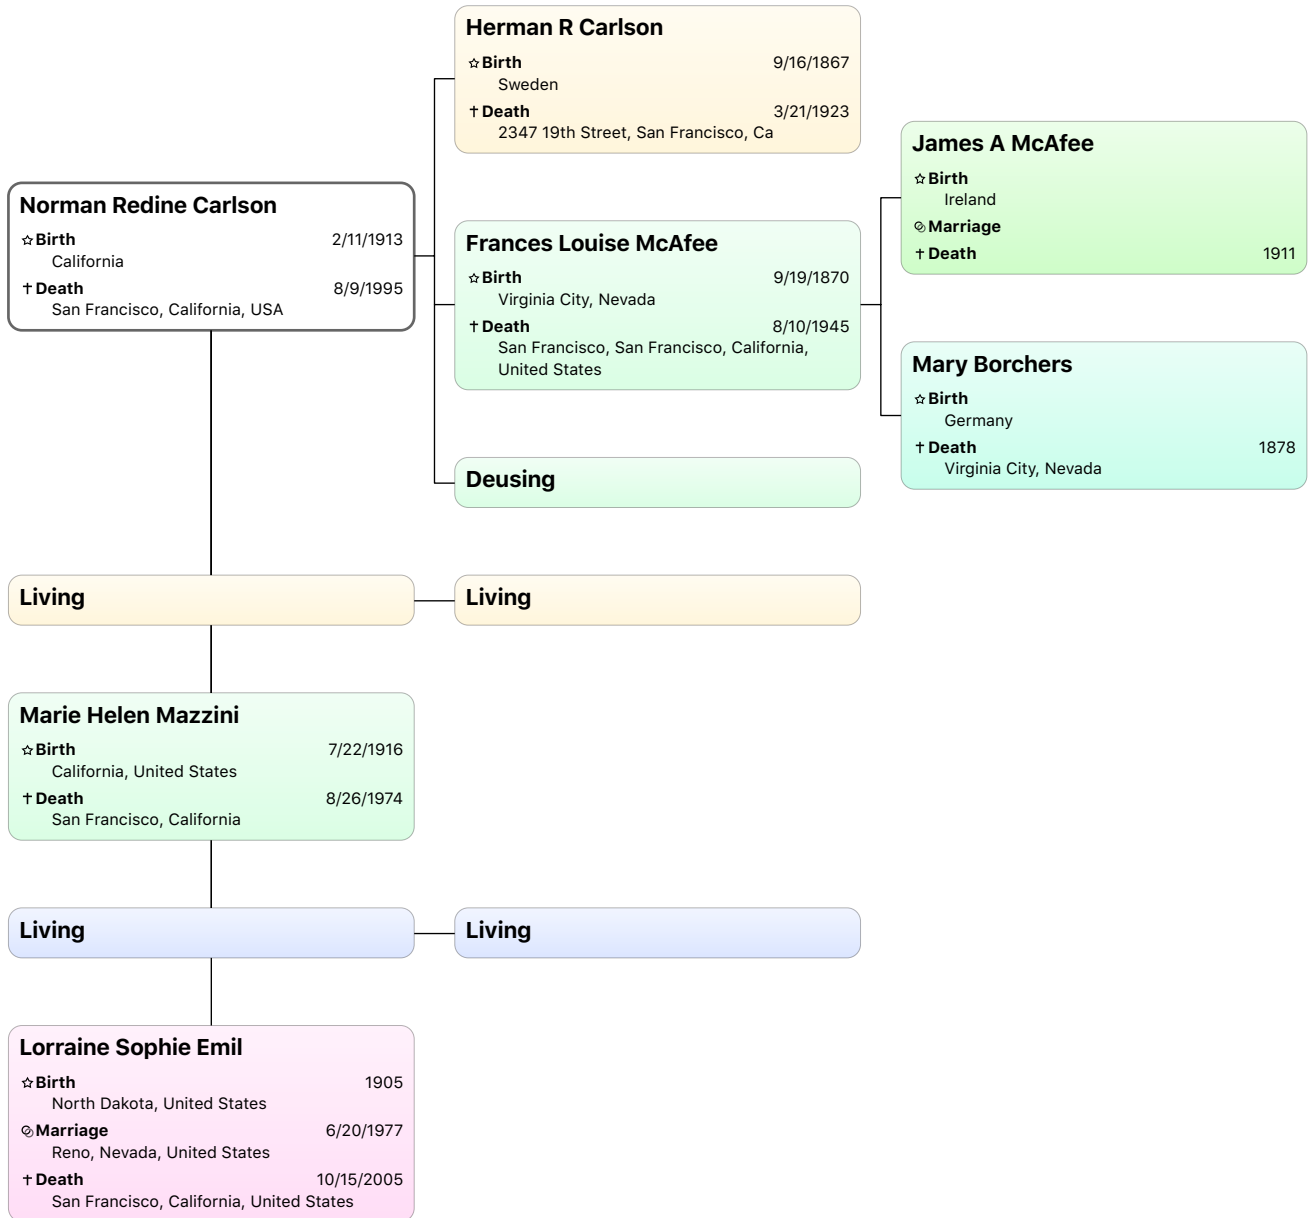 Herman R Carlson
☆ Birth 9/16/1867
Sweden
† Death 3/21/1923
2347 19th Street, San Francisco, Ca
James A McAfee
☆ Birth
Ireland
⚭ Marriage
† Death 1911
Norman Redine Carlson
☆ Birth 2/11/1913
California
† Death 8/9/1995
San Francisco, California, USA
Frances Louise McAfee
☆ Birth 9/19/1870
Virginia City, Nevada
† Death 8/10/1945
San Francisco, San Francisco, California,
United States
Mary Borchers
☆ Birth
Germany
† Death 1878
Virginia City, Nevada
Deusing
Living
Living
Marie Helen Mazzini
☆ Birth 7/22/1916
California, United States
† Death 8/26/1974
San Francisco, California
Living
Living
Lorraine Sophie Emil
☆ Birth 1905
North Dakota, United States
⚭ Marriage 6/20/1977
Reno, Nevada, United States
† Death 10/15/2005
San Francisco, California, United States